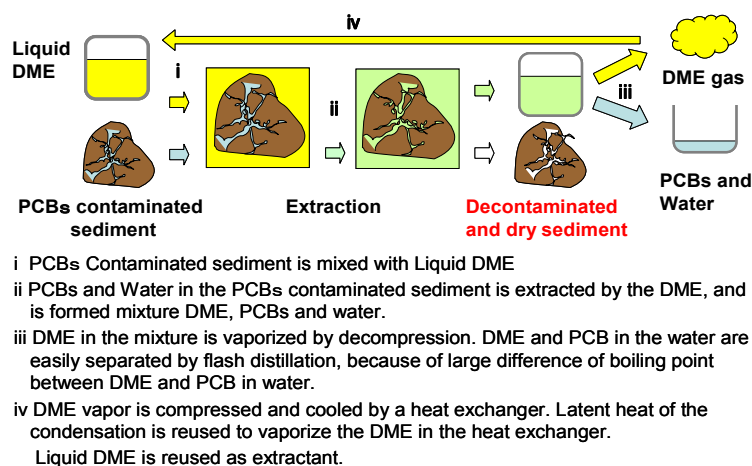 iv
Liquid
DME
i
ii
iii
DME gas
PCBs contaminated
sediment
Extraction
Decontaminated
and dry sediment
PCBs and
Water
i PCBs Contaminated sediment is mixed with Liquid DME
ii PCBs and Water in the PCBs contaminated sediment is extracted by the DME, and
is formed mixture DME, PCBs and water.
iii DME in the mixture is vaporized by decompression. DME and PCB in the water are
easily separated by flash distillation, because of large difference of boiling point
between DME and PCB in water.
iv DME vapor is compressed and cooled by a heat exchanger. Latent heat of the
condensation is reused to vaporize the DME in the heat exchanger.
Liquid DME is reused as extractant.